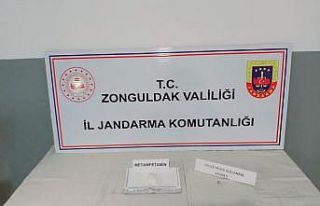 T.C.
ZONGULDAK VALİLİĞİ
İL JANDARMA KOMUTANLIĞI
METAMFETAMİN